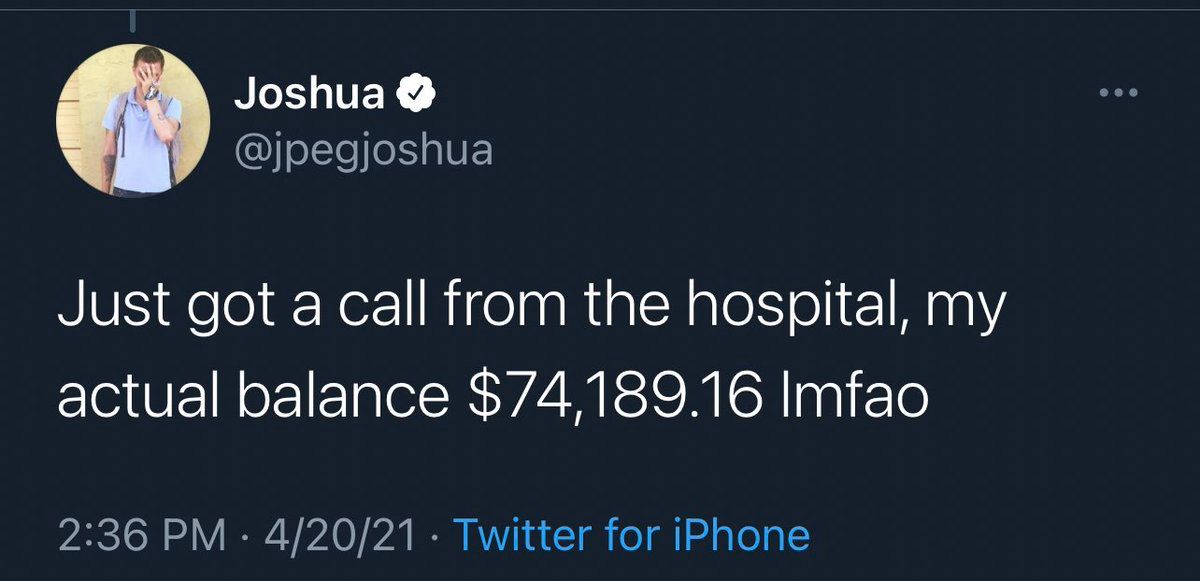 Joshua
@jpegjoshua
Just got a call from the hospital, my
actual balance $74,189.16 lmfao
2:36 PM · 4/20/21 · Twitter for iPhone